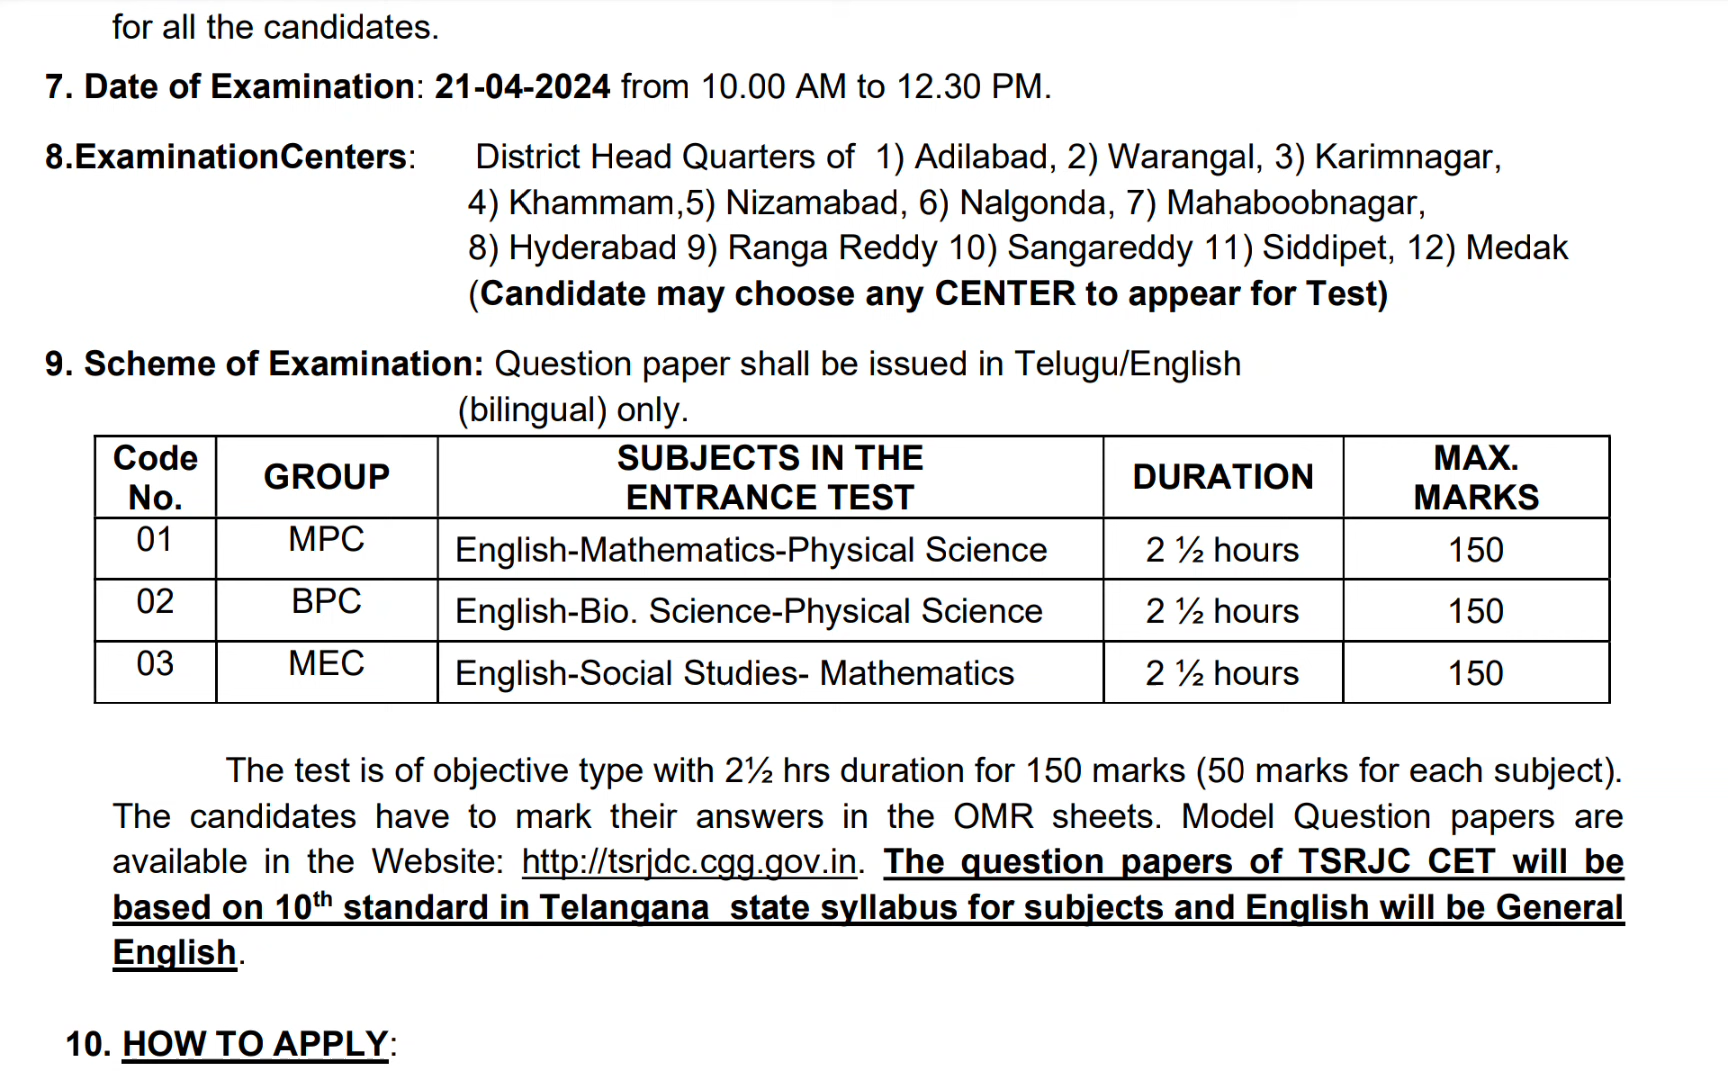 for all the candidates.
7. Date of Examination: 21-04-2024 from 10.00 AM to 12.30 PM.
8.ExaminationCenters: District Head Quarters of 1) Adilabad, 2) Warangal, 3) Karimnagar,
4) Khammam,5) Nizamabad, 6) Nalgonda, 7) Mahaboobnagar,
8) Hyderabad 9) Ranga Reddy 10) Sangareddy 11) Siddipet, 12) Medak
(Candidate may choose any CENTER to appear for Test)
9. Scheme of Examination: Question paper shall be issued in Telugu/English
(bilingual) only.
Code No. GROUP SUBJECTS IN THE ENTRANCE TEST DURATION MAX. MARKS
01 MPC English-Mathematics-Physical Science 2 ½ hours 150
02 BPC English-Bio. Science-Physical Science 2 ½ hours 150
03 MEC English-Social Studies- Mathematics 2 ½ hours 150
The test is of objective type with 2½ hrs duration for 150 marks (50 marks for each subject).
The candidates have to mark their answers in the OMR sheets. Model Question papers are
available in the Website: http://tsrjdc.cgg.gov.in. The question papers of TSRJC CET will be
based on 10th standard in Telangana state syllabus for subjects and English will be General
English.
10. HOW TO APPLY: